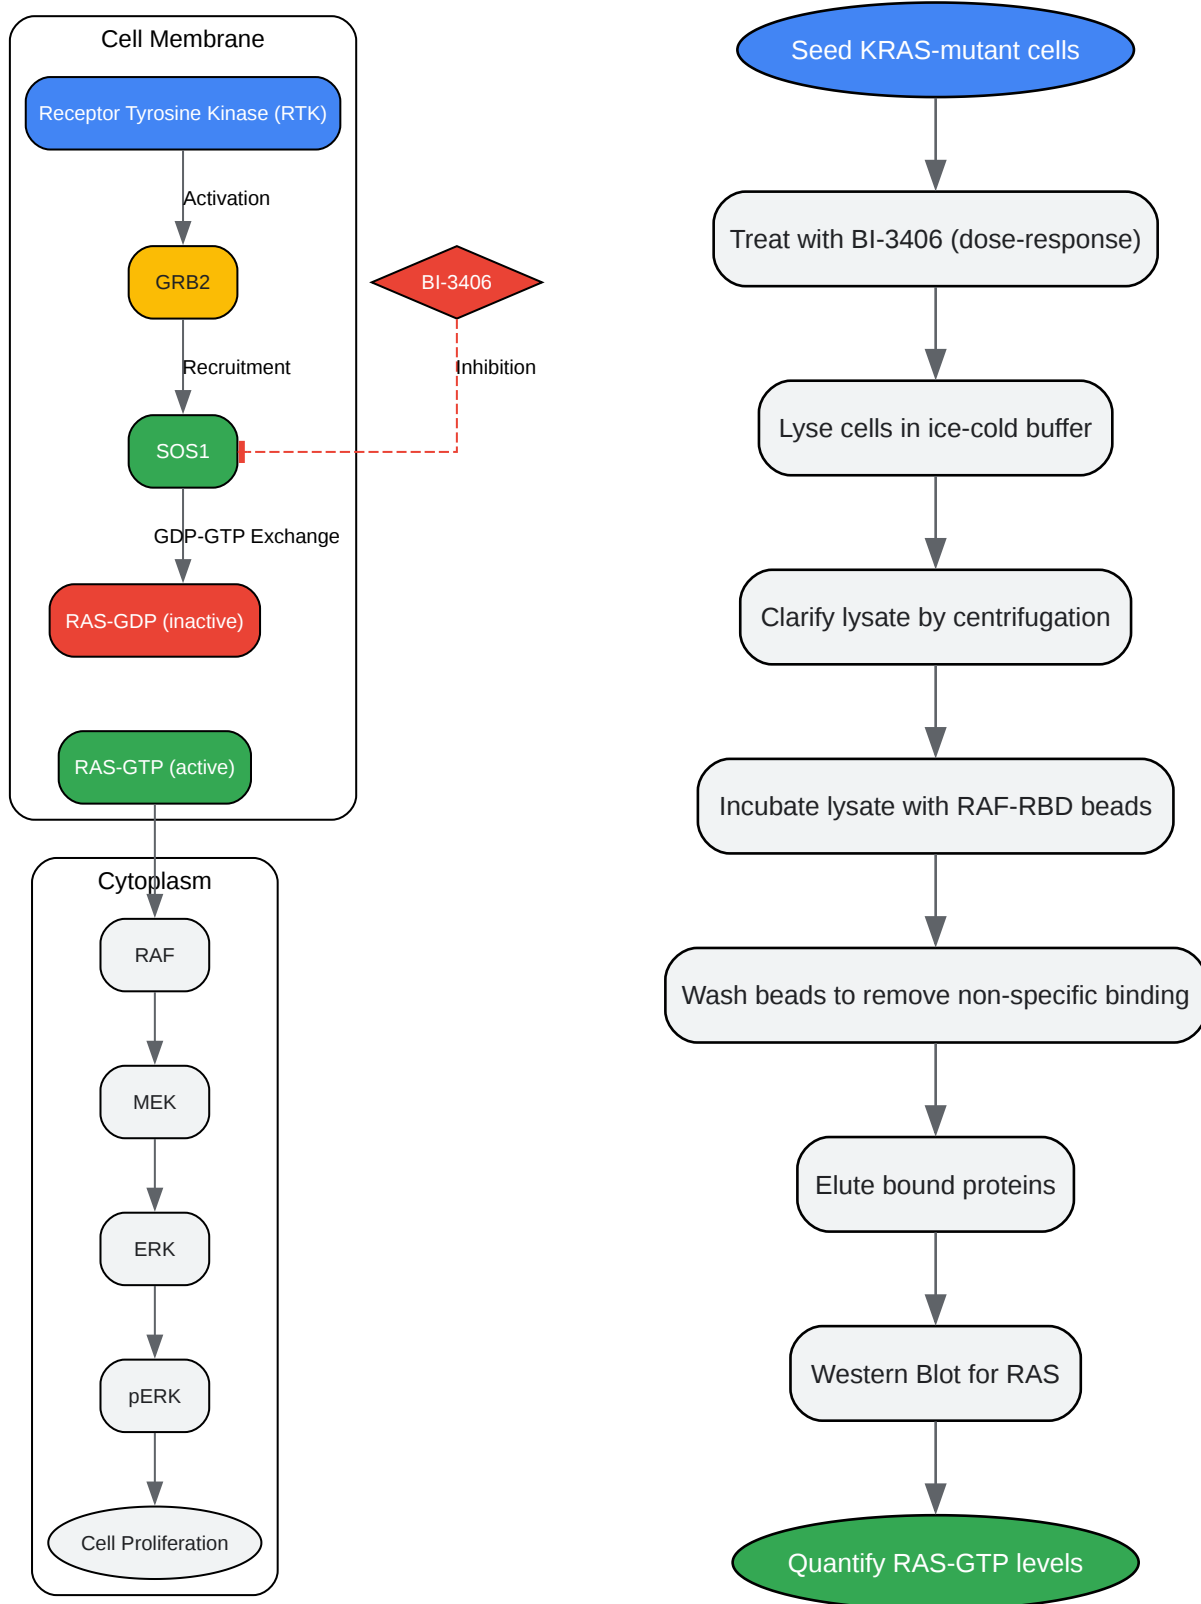 Cell Membrane
Receptor Tyrosine Kinase (RTK)
Activation
GRB2
BI-3406
Recruitment
Inhibition
SOS1
GDP-GTP Exchange
RAS-GDP (inactive)
RAS-GTP (active)
Cytoplasm
RAF
MEK
ERK
pERK
Cell Proliferation
Seed KRAS-mutant cells
Treat with BI-3406 (dose-response)
Lyse cells in ice-cold buffer
Clarify lysate by centrifugation
Incubate lysate with RAF-RBD beads
Wash beads to remove non-specific binding
Elute bound proteins
Western Blot for RAS
Quantify RAS-GTP levels